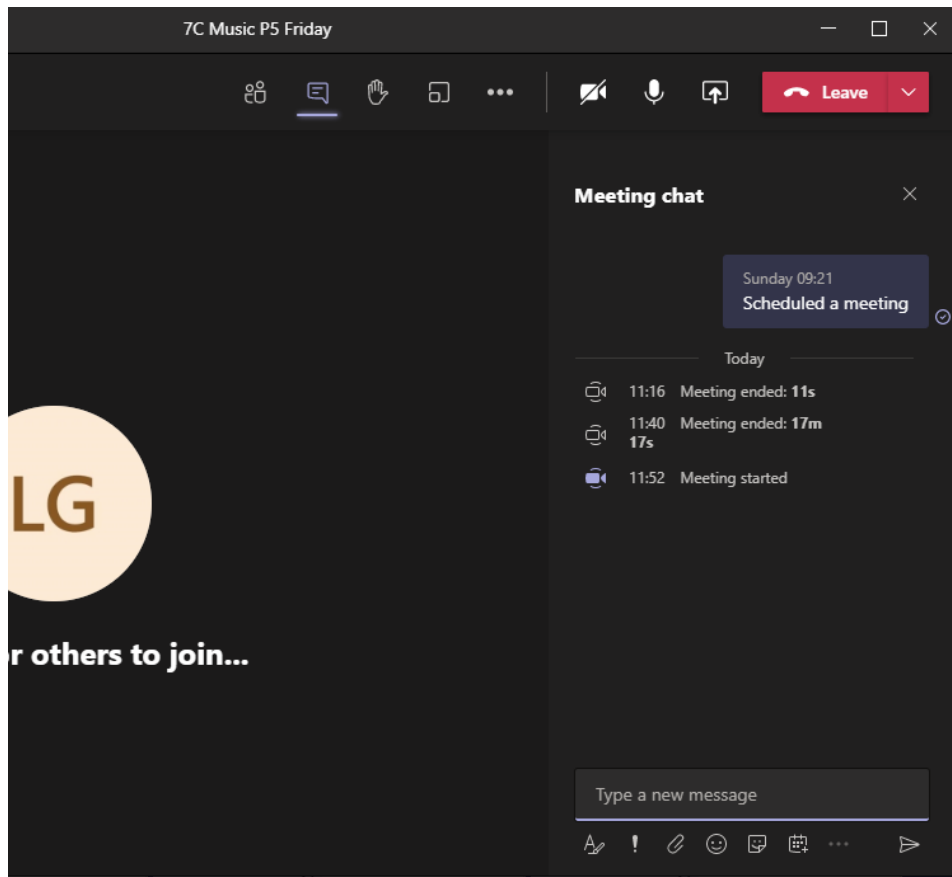 7C Music P5 Friday
Leave
Meeting chat
Sunday 09:21
Scheduled a meeting
Today
11:16 Meeting ended: 11s
11:40 Meeting ended: 17m
17s
11:52 Meeting started
LG
others to join...
Type a new message